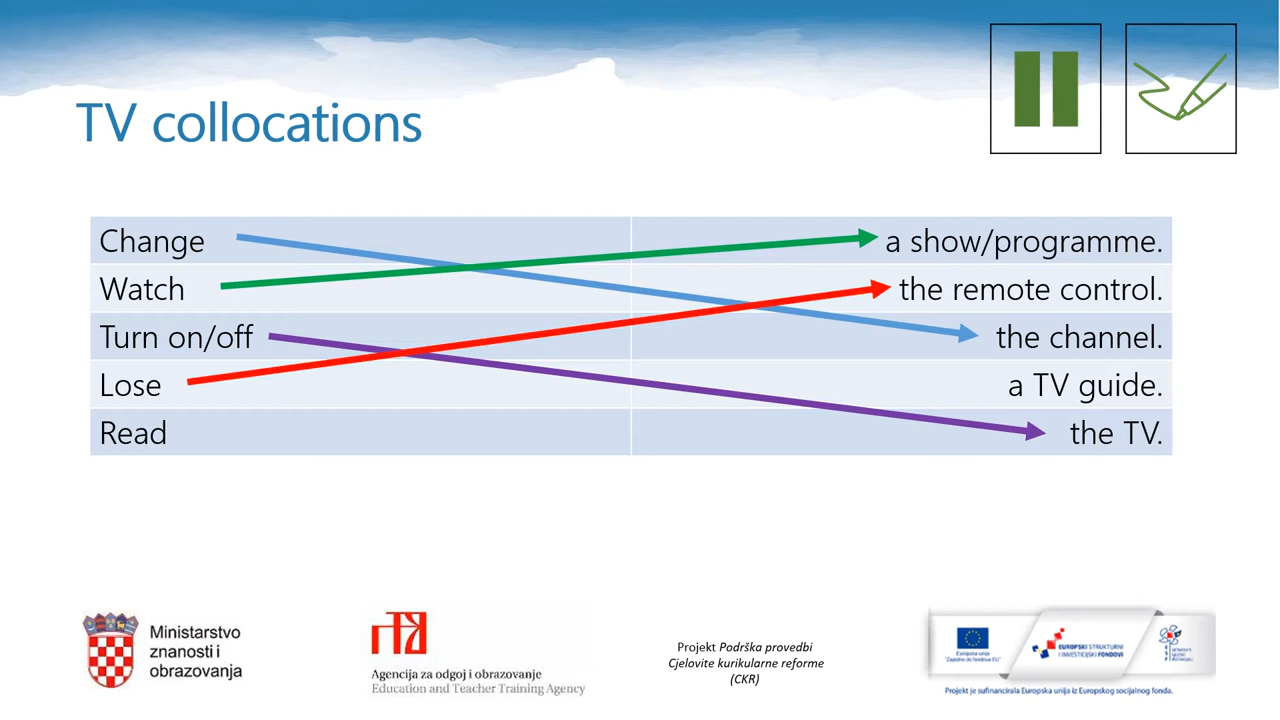 TV collocations
Change
a show/programme.
Watch
the remote control.
Turn on/off
the channel.
Lose
a TV guide.
Read
the TV.
Ministarstvo
znanosti i
obrazovanja
Agencija za odgoj i obrazovanje
Education and Teacher Training Agency
Projekt Podrška provedbi
Cjelovite kurikularne reforme
(CKR)
Europska unija
"Zajedno do fondova EU"
EUROPSKI STRUKTURNI
I INVESTICIJSKI FONDOVI
Projekt je sufinancirala Europska unija iz Europskog socijalnog fonda.